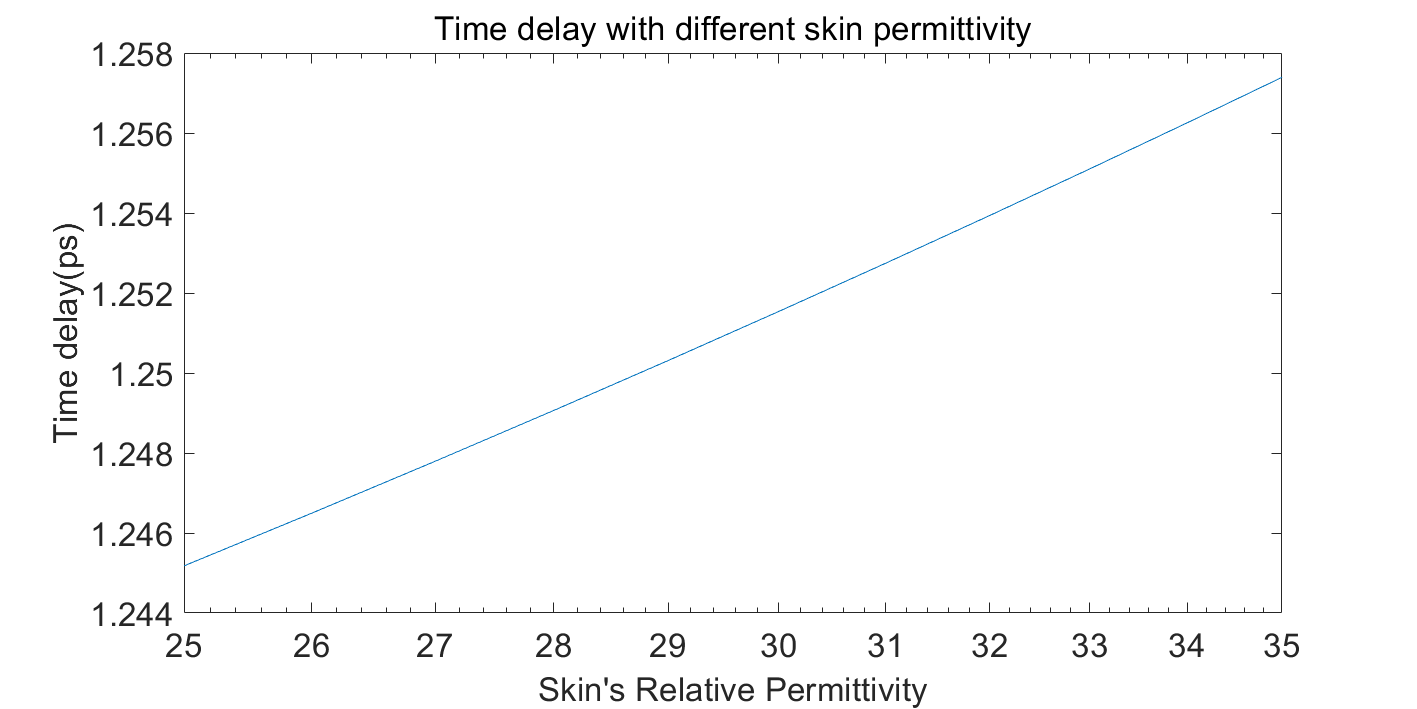 Time delay with different skin permittivity
1.258
1.256
1.254
1.252
1.25
1.248
1.246
1.244
Time delay(ps)
25 26 27 28 29 30 31 32 33 34 35
Skin's Relative Permittivity